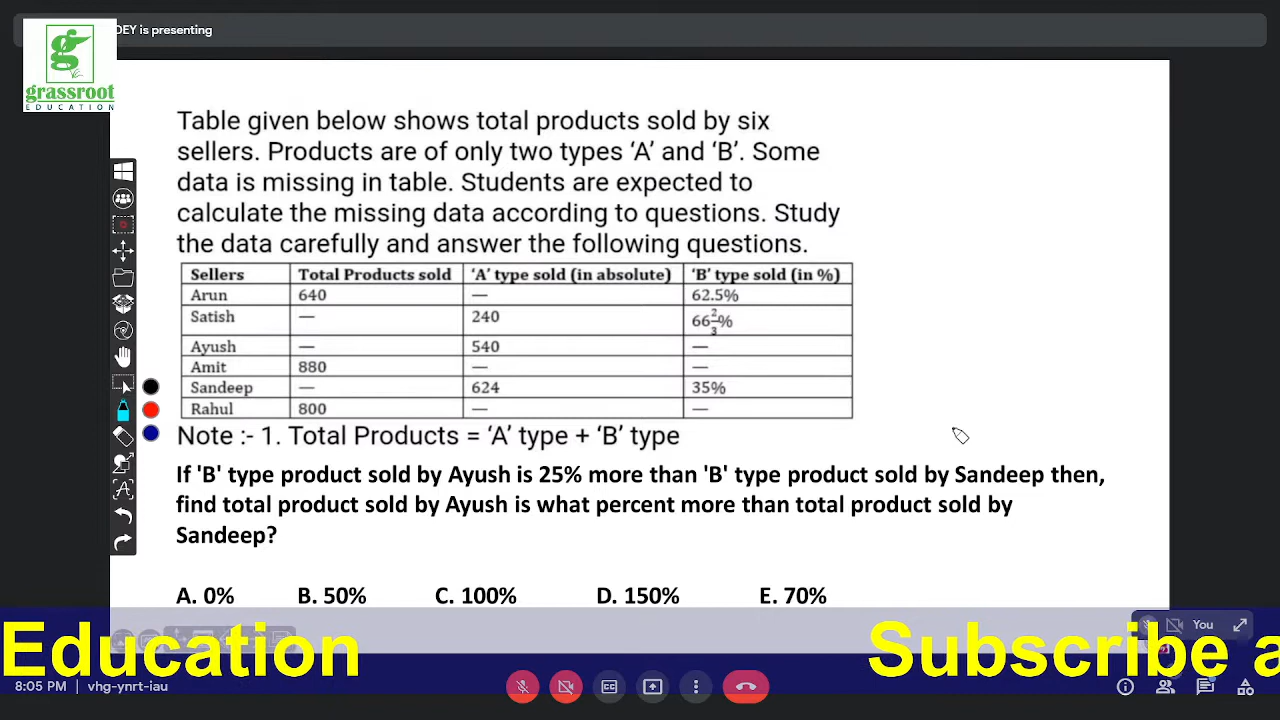 DEY is presenting
g
grassroot
EDUCATION
Table given below shows total products sold by six
sellers. Products are of only two types ‘A’ and ‘B’. Some
data is missing in table. Students are expected to
calculate the missing data according to questions. Study
the data carefully and answer the following questions.
Sellers Total Products sold ‘A’ type sold (in absolute) ‘B’ type sold (in %)
Arun 640 — 62.5%
Satish — 240 66 2/3%
Ayush — 540 —
Amit 880 — —
Sandeep — 624 35%
Rahul 800 — —
Note :- 1. Total Products = ‘A’ type + ‘B’ type
If 'B' type product sold by Ayush is 25% more than 'B' type product sold by Sandeep then,
find total product sold by Ayush is what percent more than total product sold by
Sandeep?
A. 0% B. 50% C. 100% D. 150% E. 70%
You
Education Subscribe a
8:05 PM vhg-ynrt-iau